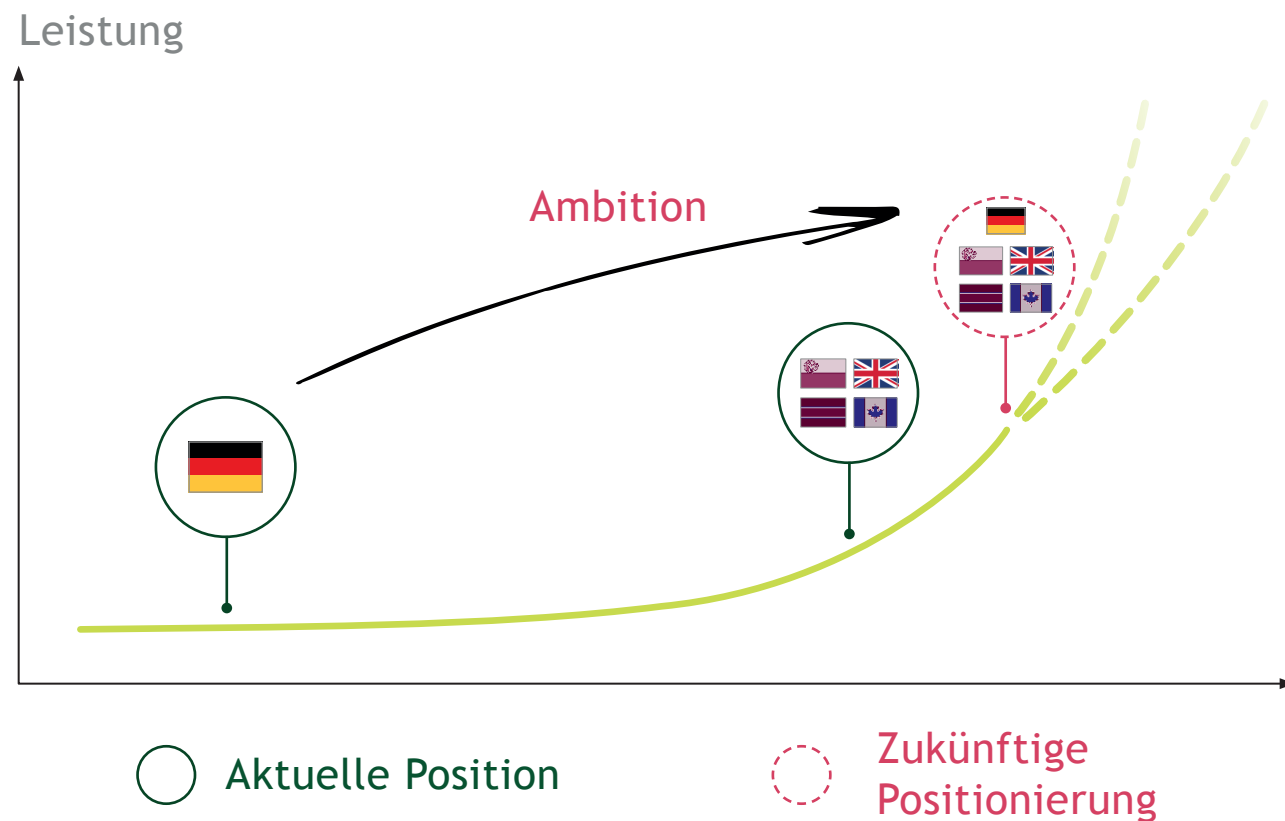 Leistung
Ambition
Aktuelle Position
Zukünftige
Positionierung